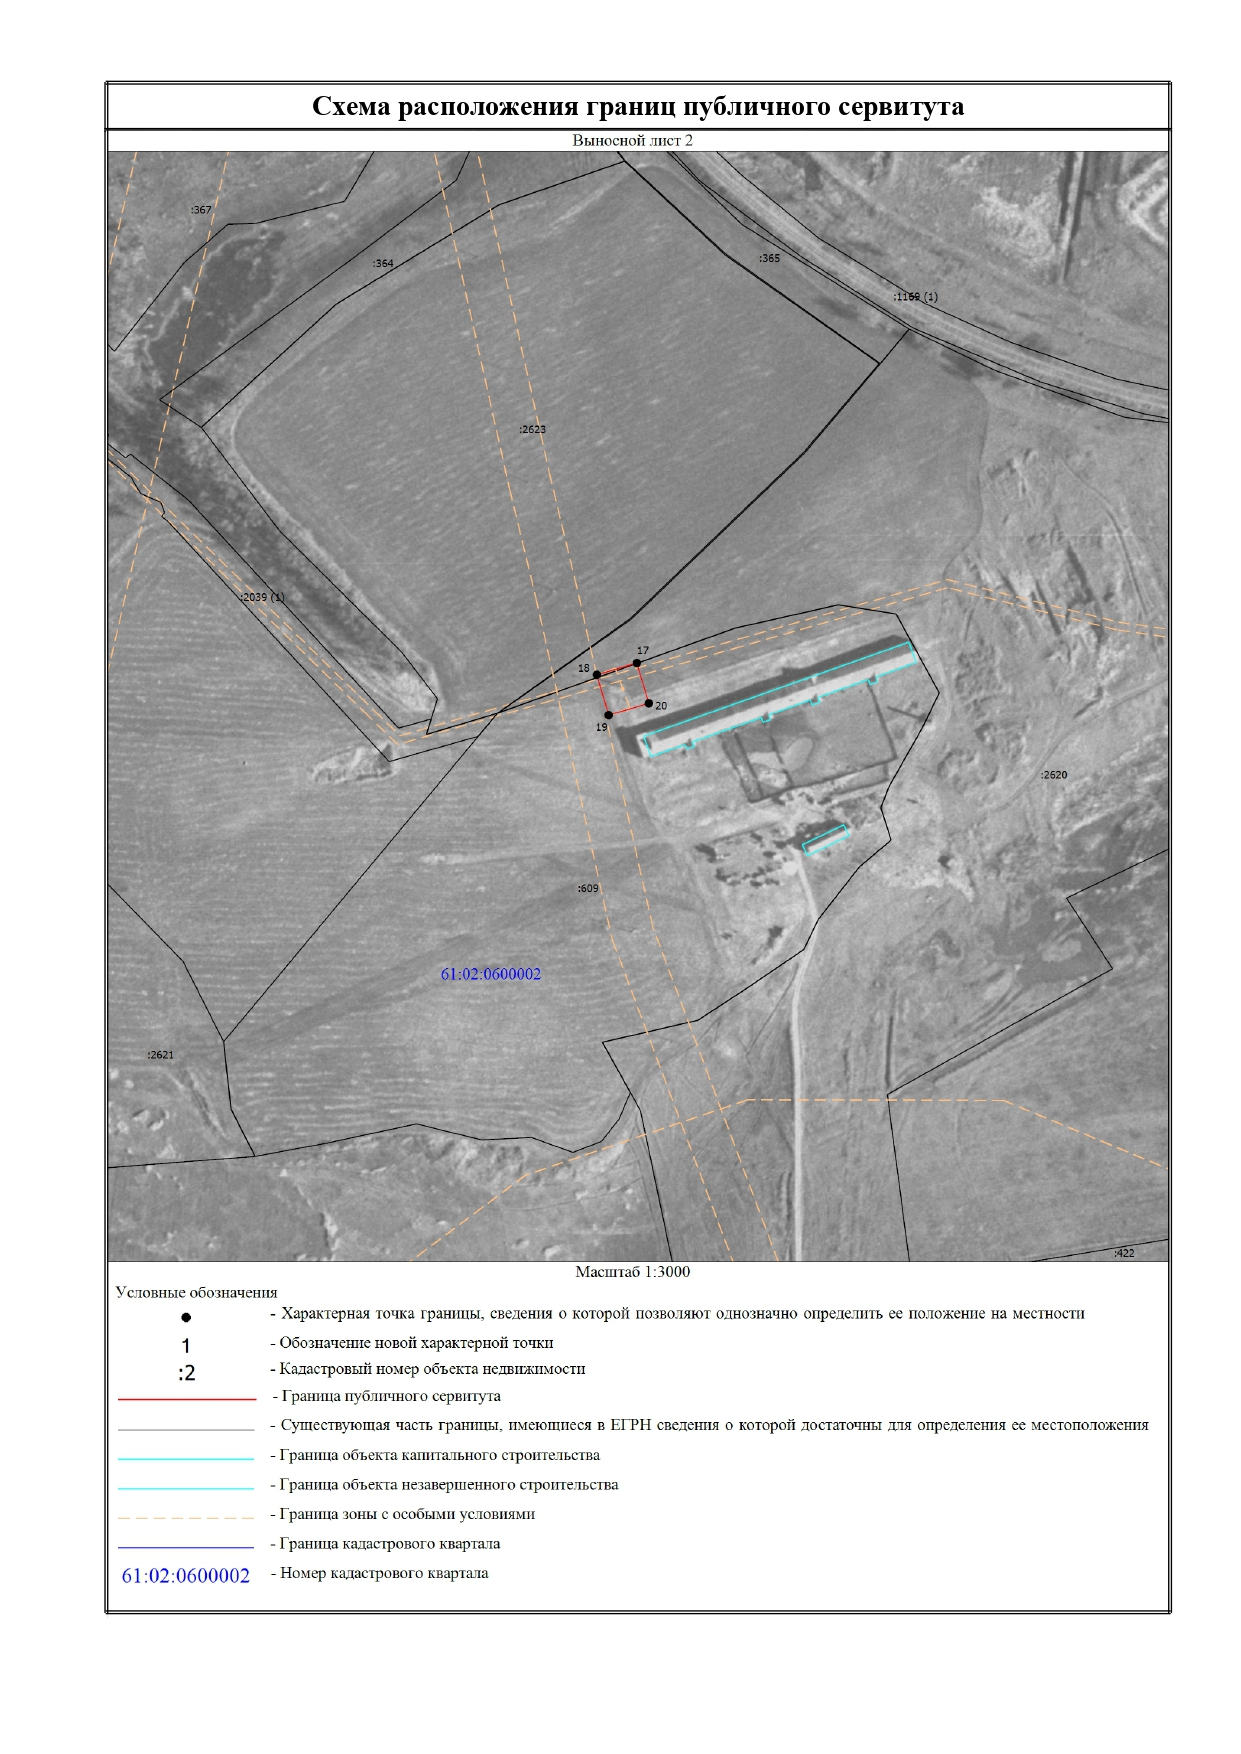 Схема расположения границ публичного сервитута
Выносной лист 2
:367
:364
:365
:1169 (1)
:2623
:2039 (1)
17
18
20
19
:2620
:609
61:02:0600002
:2621
:422
Масштаб 1:3000
Условные обозначения
- Характерная точка границы, сведения о которой позволяют однозначно определить ее положение на местности
1 - Обозначение новой характерной точки
:2 - Кадастровый номер объекта недвижимости
- Граница публичного сервитута
- Существующая часть границы, имеющиеся в ЕГРН сведения о которой достаточны для определения ее местоположения
- Граница объекта капитального строительства
- Граница объекта незавершенного строительства
- Граница зоны с особыми условиями
- Граница кадастрового квартала
61:02:0600002 - Номер кадастрового квартала